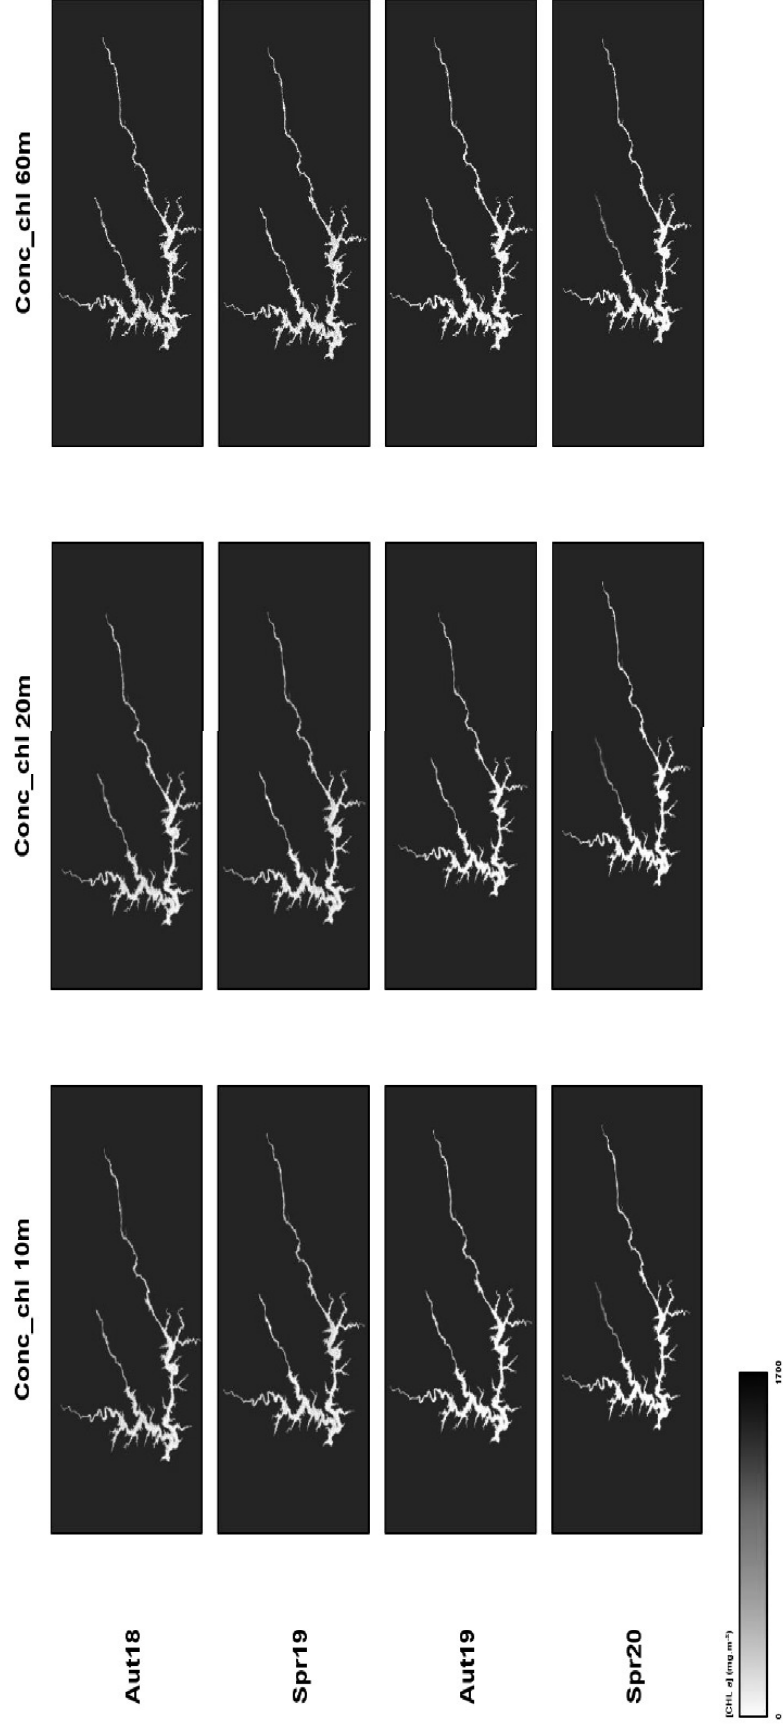 Conc_chl 10m
Conc_chl 20m
Conc_chl 60m
Aut18
Spr19
Aut19
Spr20
[CHL a] (mg.m⁻³)
0
1700